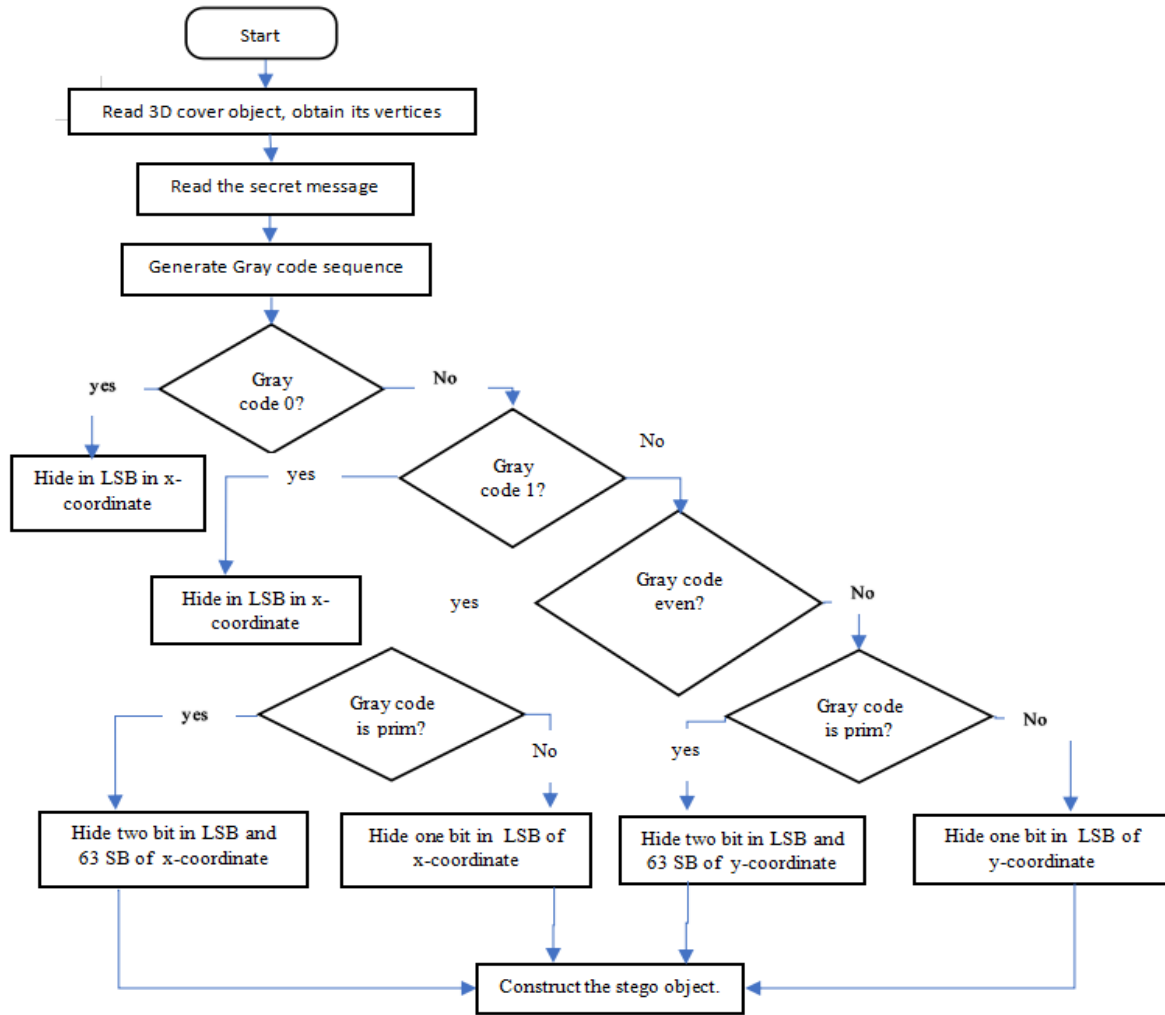 Start
Read 3D cover object, obtain its vertices
Read the secret message
Generate Gray code sequence
Gray
code 0?
yes
No
Hide in LSB in x-
coordinate
Gray
code 1?
yes
No
Hide in LSB in x-
coordinate
Gray code
even?
yes
No
Gray code
is prim?
yes
No
Gray code
is prim?
yes
No
Hide two bit in LSB and
63 SB of x-coordinate
Hide one bit in LSB of
x-coordinate
Hide two bit in LSB and
63 SB of y-coordinate
Hide one bit in LSB of
y-coordinate
Construct the stego object.